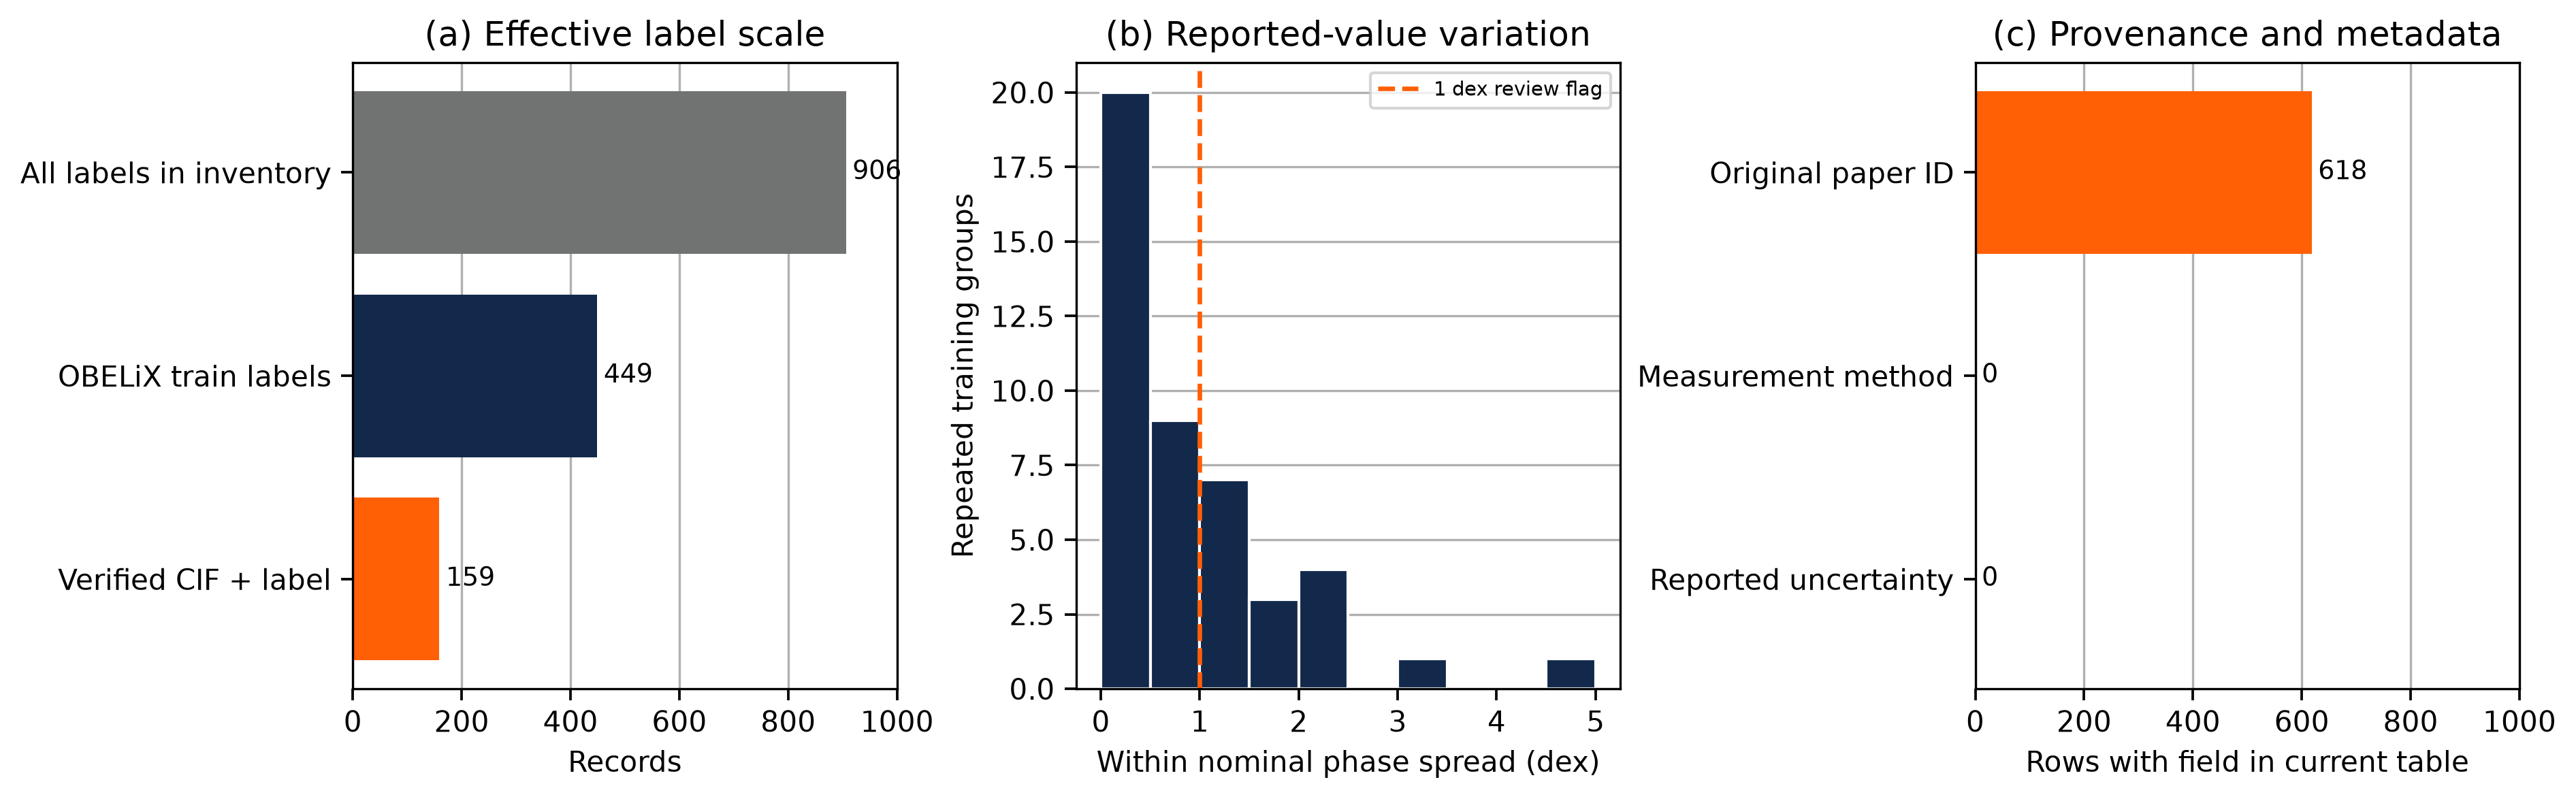 (a) Effective label scale
All labels in inventory
906
OBELiX train labels
449
Verified CIF + label
159
0 200 400 600 800 1000
Records
(b) Reported-value variation
1 dex review flag
Repeated training groups
20.0
17.5
15.0
12.5
10.0
7.5
5.0
2.5
0.0
0 1 2 3 4 5
Within nominal phase spread (dex)
(c) Provenance and metadata
Original paper ID
618
Measurement method
0
Reported uncertainty
0
0 200 400 600 800 1000
Rows with field in current table